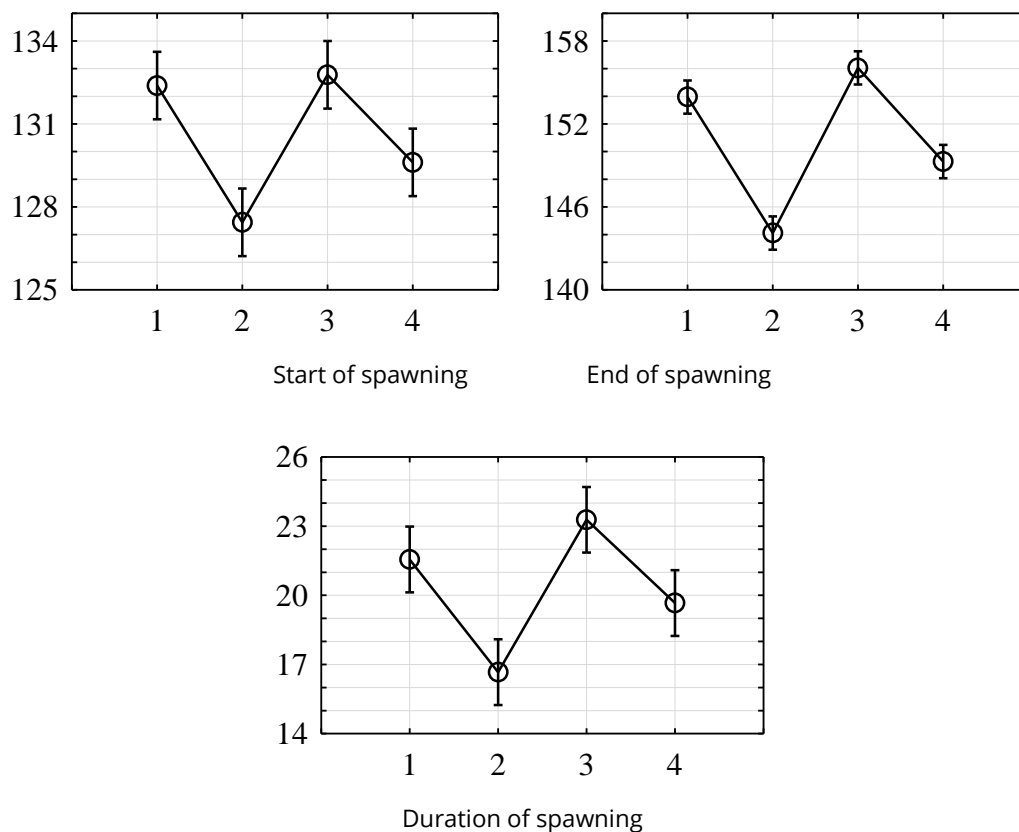 134
131
128
125
1 2 3 4
Start of spawning
158
152
146
140
1 2 3 4
End of spawning
26
23
20
17
14
1 2 3 4
Duration of spawning